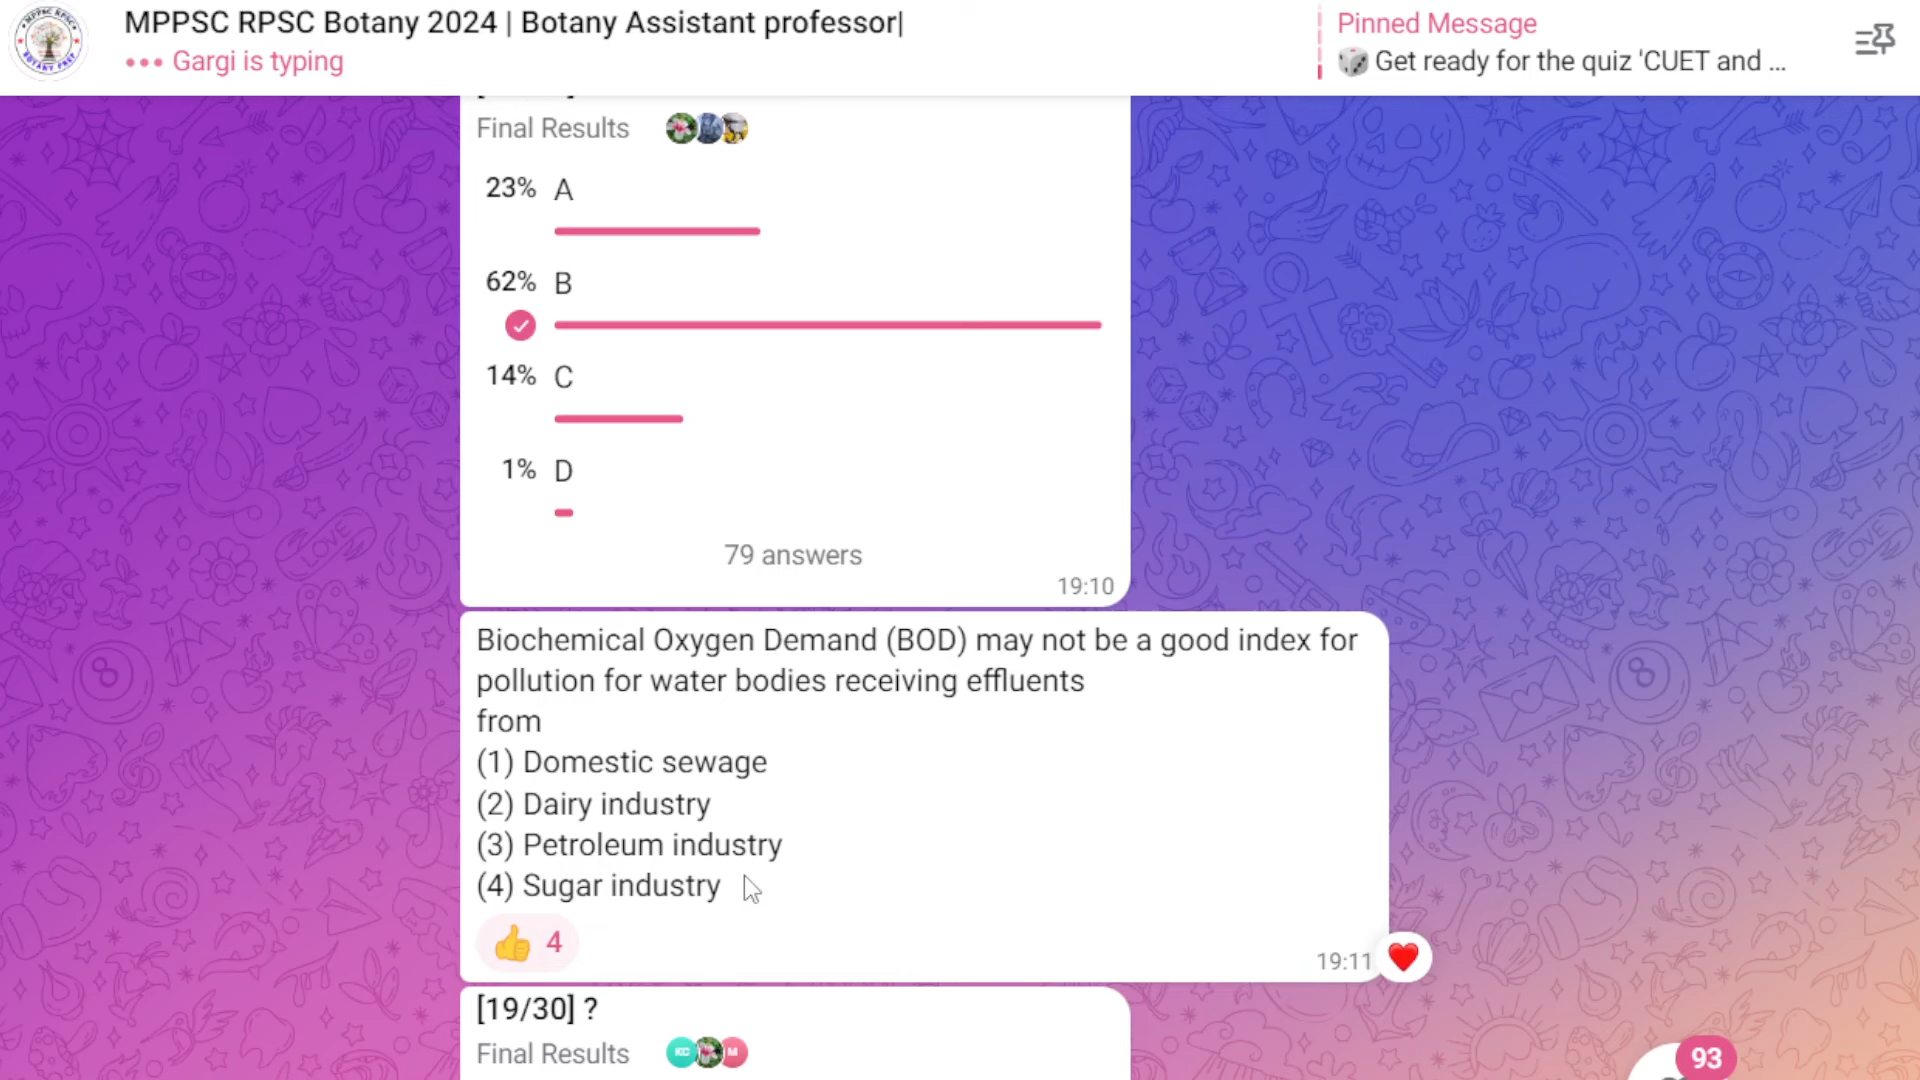 MPPSC RPSC Botany 2024 | Botany Assistant professor|
Gargi is typing
Pinned Message
Get ready for the quiz 'CUET and ...
Final Results
23% A
62% B
14% C
1% D
79 answers
19:10
Biochemical Oxygen Demand (BOD) may not be a good index for
pollution for water bodies receiving effluents
from
(1) Domestic sewage
(2) Dairy industry
(3) Petroleum industry
(4) Sugar industry
4
19:11
[19/30] ?
Final Results
KC
M
93